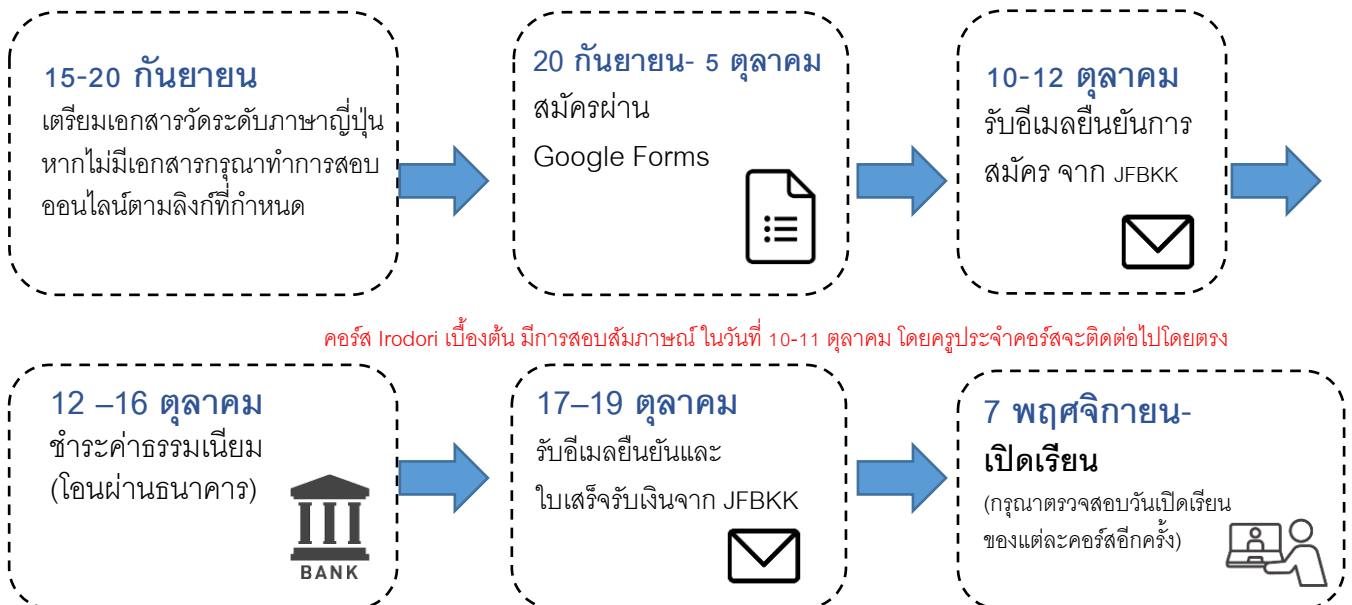 15-20 กันยายน
เตรียมเอกสารวัดระดับภาษาญี่ปุ่น
หากไม่มีเอกสารกรุณาทำการสอบ
ออนไลน์ตามลิงก์ที่กำหนด
20 กันยายน- 5 ตุลาคม
สมัครผ่าน
Google Forms
10-12 ตุลาคม
รับอีเมลยืนยันการ
สมัคร จาก JFBKK
คอร์ส Irodori เบื้องต้น มีการสอบสัมภาษณ์ ในวันที่ 10-11 ตุลาคม โดยครูประจำคอร์สจะติดต่อไปโดยตรง
12 –16 ตุลาคม
ชำระค่าธรรมเนียม
(โอนผ่านธนาคาร)
BANK
17–19 ตุลาคม
รับอีเมลยืนยันและ
ใบเสร็จรับเงินจาก JFBKK
7 พฤศจิกายน-
เปิดเรียน
(กรุณาตรวจสอบวันเปิดเรียน
ของแต่ละคอร์สอีกครั้ง)